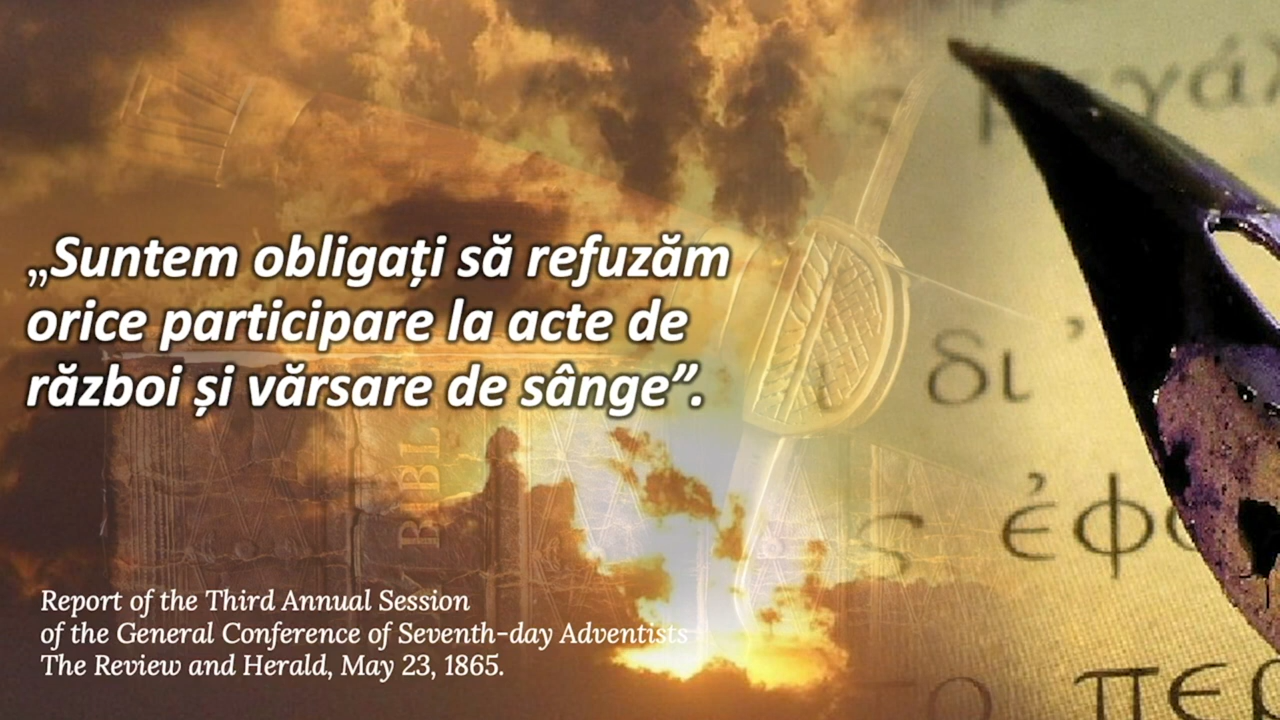 „Suntem obligați să refuzăm
orice participare la acte de
război și vărsare de sânge”.
Report of the Third Annual Session
of the General Conference of Seventh-day Adventists
The Review and Herald, May 23, 1865.
δι ’
ς